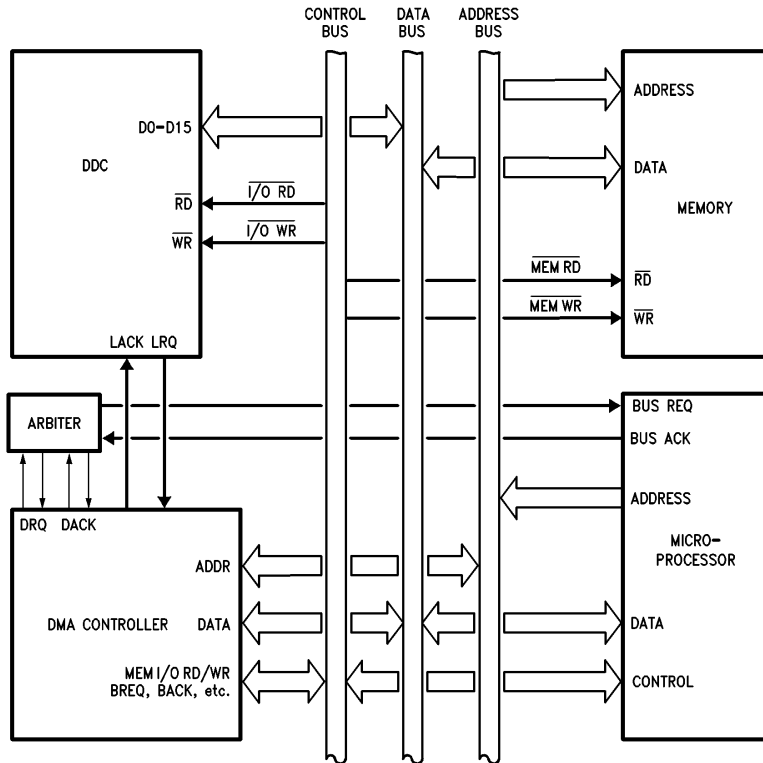 CONTROL
BUS
DATA
BUS
ADDRESS
BUS
DDC
D0-D15
RD
WR
LACK LRQ
I/O RD
I/O WR
ADDRESS
DATA
MEMORY
RD
WR
MEM RD
MEM WR
ARBITER
DRQ DACK
BUS REQ
BUS ACK
ADDRESS
MICRO-
PROCESSOR
DATA
CONTROL
ADDR
DMA CONTROLLER DATA
MEM I/O RD/WR
BREQ, BACK, etc.